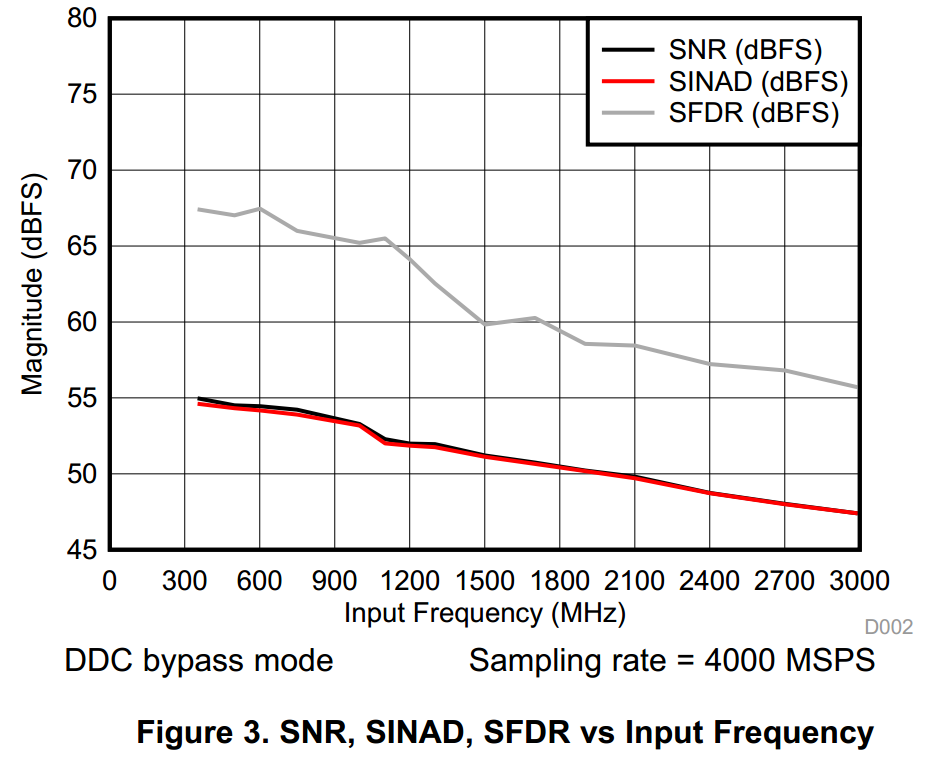 80
75
70
65
60
55
50
45
Magnitude (dBFS)
SNR (dBFS)
SINAD (dBFS)
SFDR (dBFS)
0 300 600 900 1200 1500 1800 2100 2400 2700 3000
Input Frequency (MHz)
D002
DDC bypass mode Sampling rate = 4000 MSPS
Figure 3. SNR, SINAD, SFDR vs Input Frequency